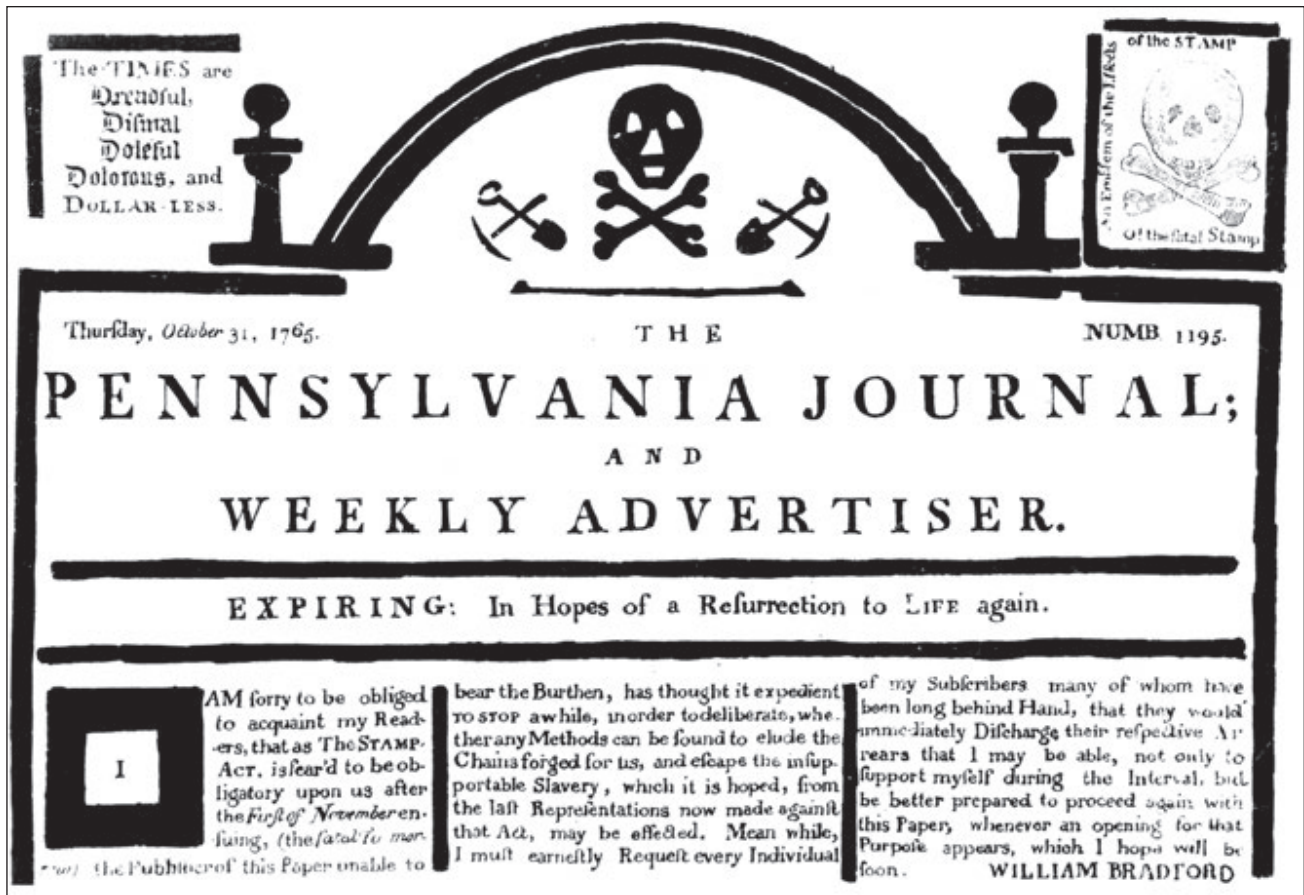 The TIMES are
Dreadful,
Diſmal
Doleful
Dolorous, and
DOLLAR-LESS.
An Emblem of the Effects
of the STAMP
Of the fatal Stamp
Thurſday, October 31, 1765.
THE
NUMB 1195.
PENNSYLVANIA JOURNAL;
AND
WEEKLY ADVERTISER.
EXPIRING: In Hopes of a Reſurrection to LIFE again.
I AM ſorry to be obliged
to acquaint my Read-
ers, that as The STAMP-
ACT, is fear'd to be ob-
ligatory upon us after
the Firſt of November en-
ſuing, (the fatal To mor-
row) the Publiſher of this Paper unable to
bear the Burthen, has thought it expedient
TO STOP awhile, inorder to deliberate, whe-
ther any Methods can be found to elude the
Chains forged for us, and eſcape the inſup-
portable Slavery, which it is hoped, from
the laſt Repreſentations now made againſt
that Act, may be effected. Mean while,
I muſt earneſtly Requeſt every Individual
of my Subſcribers many of whom have
been long behind Hand, that they would
immediately Diſcharge their reſpective Ar
rears that I may be able, not only to
ſupport myſelf during the Interval, but
be better prepared to proceed again with
this Paper, whenever an opening for that
Purpoſe appears, which I hope will be
ſoon. WILLIAM BRADFORD